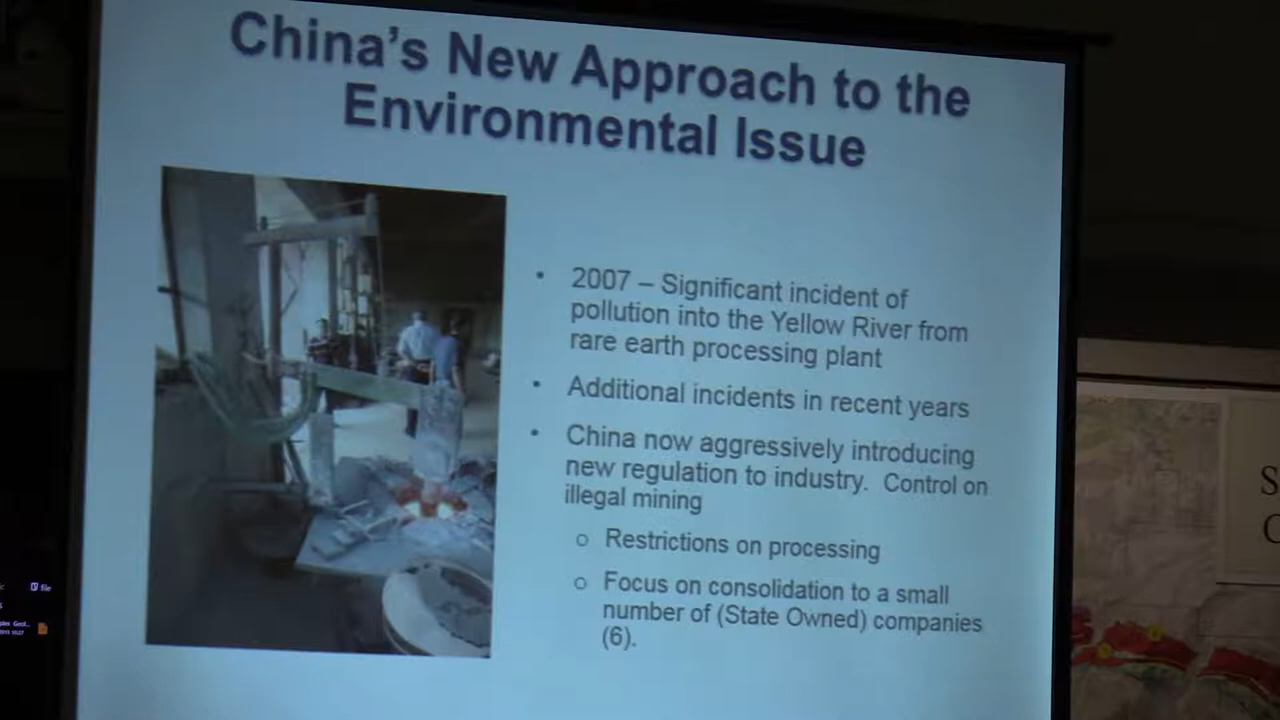 China's New Approach to the
Environmental Issue
• 2007 – Significant incident of
pollution into the Yellow River from
rare earth processing plant
• Additional incidents in recent years
• China now aggressively introducing
new regulation to industry. Control on
illegal mining
o Restrictions on processing
o Focus on consolidation to a small
number of (State Owned) companies
(6).
file
S